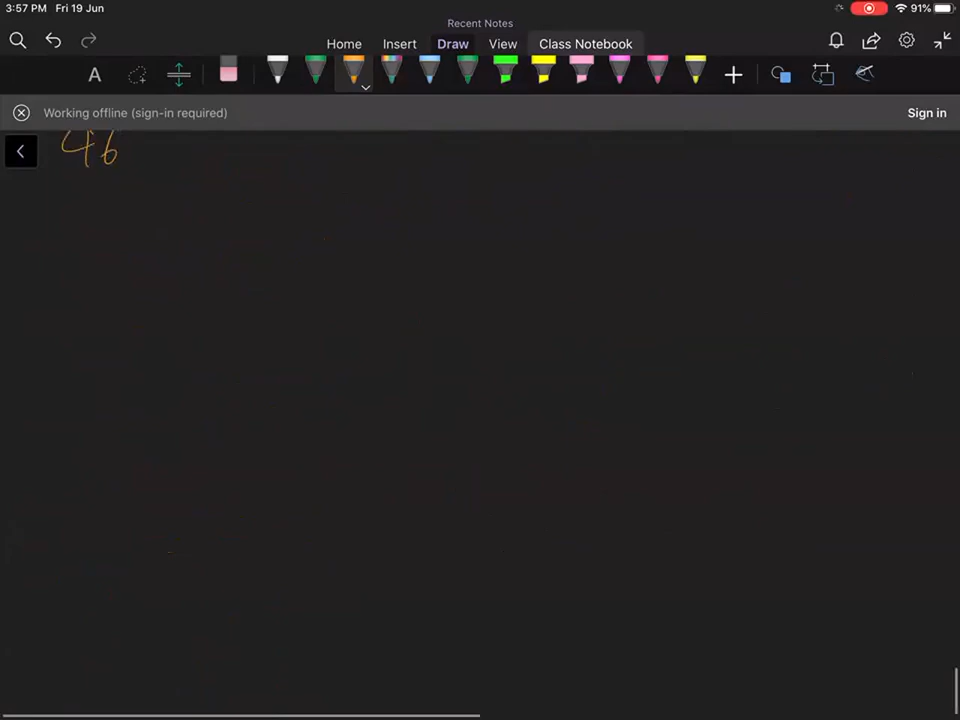 3:57 PM Fri 19 Jun
91%
Recent Notes
Home Insert Draw View Class Notebook
A
Working offline (sign-in required) Sign in
46